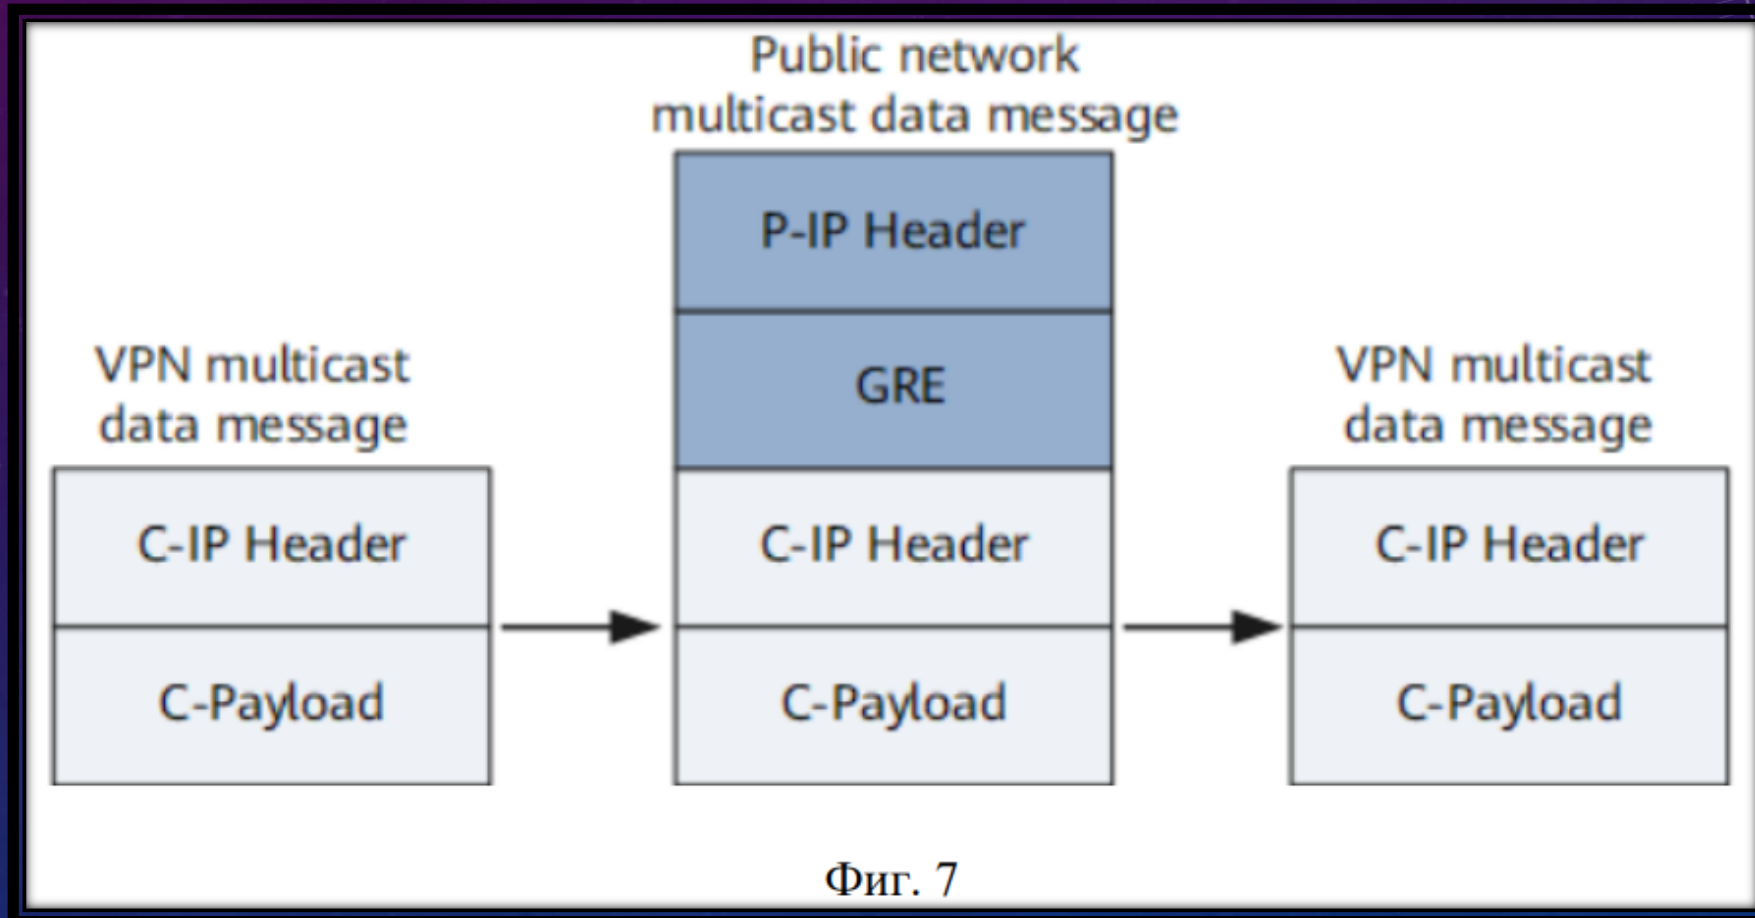 Public network
multicast data message
P-IP Header
GRE
C-IP Header
C-Payload
VPN multicast
data message
C-IP Header
C-Payload
VPN multicast
data message
C-IP Header
C-Payload
Фиг. 7